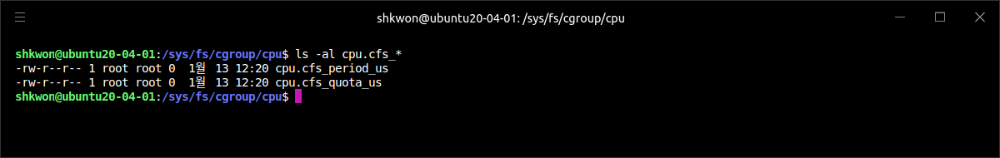 shkwon@ubuntu20-04-01: /sys/fs/cgroup/cpu
shkwon@ubuntu20-04-01:/sys/fs/cgroup/cpu$ ls -al cpu.cfs_*
-rw-r--r-- 1 root root 0  1월  13 12:20 cpu.cfs_period_us
-rw-r--r-- 1 root root 0  1월  13 12:20 cpu.cfs_quota_us
shkwon@ubuntu20-04-01:/sys/fs/cgroup/cpu$